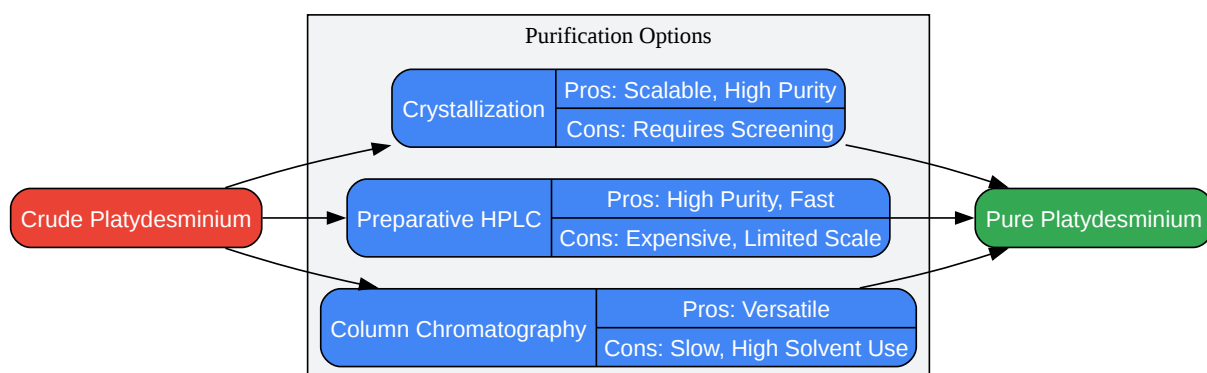 Purification Options
Crude Platydesminium
Crystallization
Pros: Scalable, High Purity
Cons: Requires Screening
Preparative HPLC
Pros: High Purity, Fast
Cons: Expensive, Limited Scale
Column Chromatography
Pros: Versatile
Cons: Slow, High Solvent Use
Pure Platydesminium